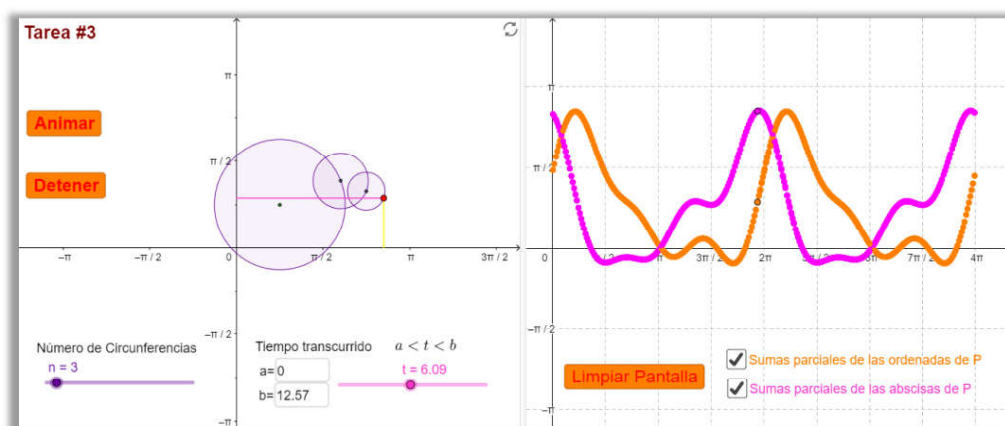 Tarea #3
Animar
Detener
π
π / 2
−π
−π / 2
0
π / 2
π
3π / 2
−π / 2
−π
Número de Circunferencias
n = 3
Tiempo transcurrido
a < t < b
a= 0
b= 12.57
t = 6.09
π
π / 2
0
3π / 2
2π
7π / 2
4π
−π / 2
−π
Limpiar Pantalla
Sumas parciales de las ordenadas de P
Sumas parciales de las abscisas de P